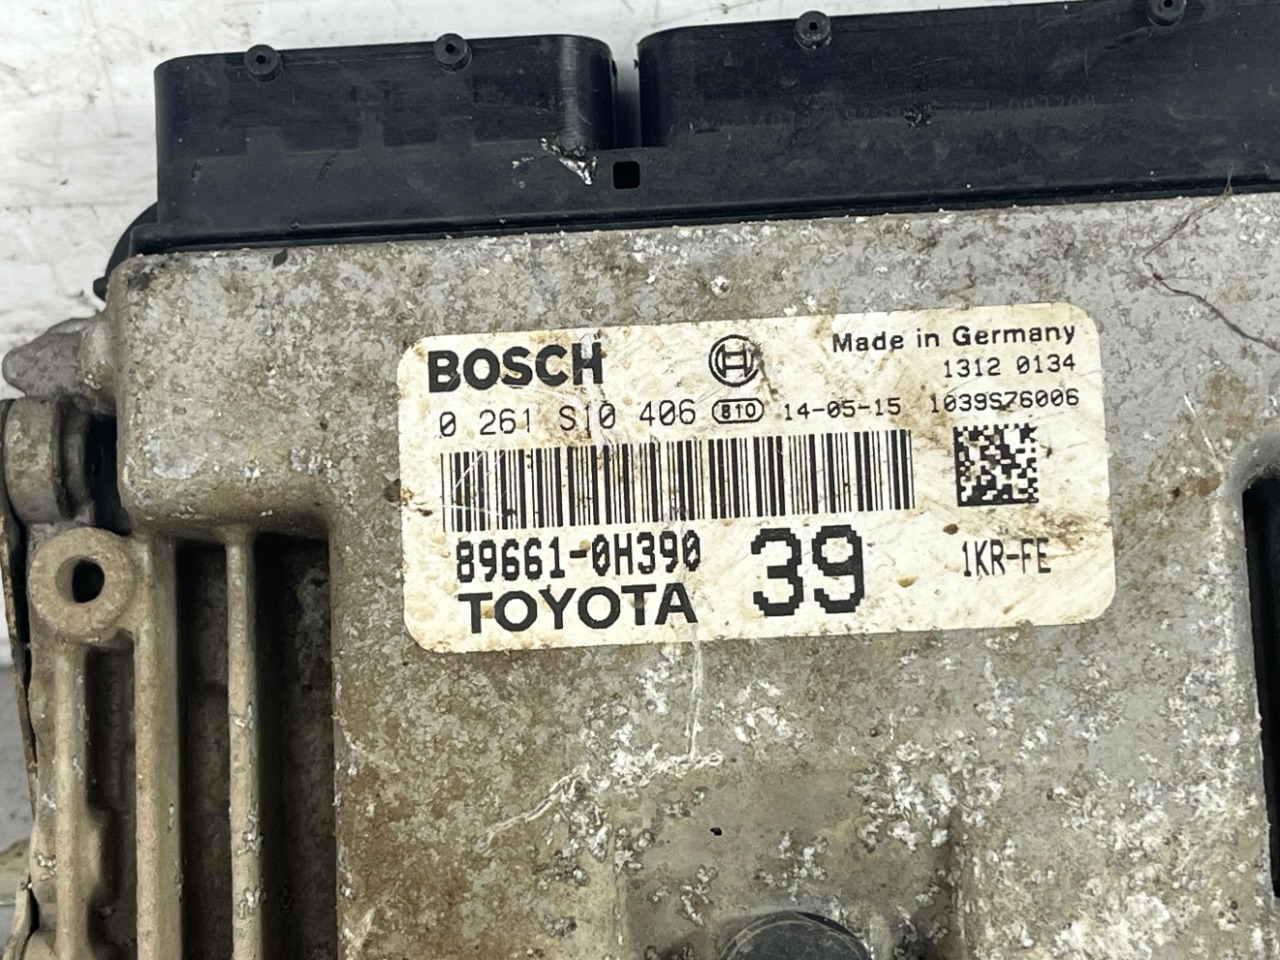 BOSCH
Made in Germany
1312 0134
0 261 S10 406 810 14-05-15 1039S76006
89661-0H390 39 1KR-FE
TOYOTA